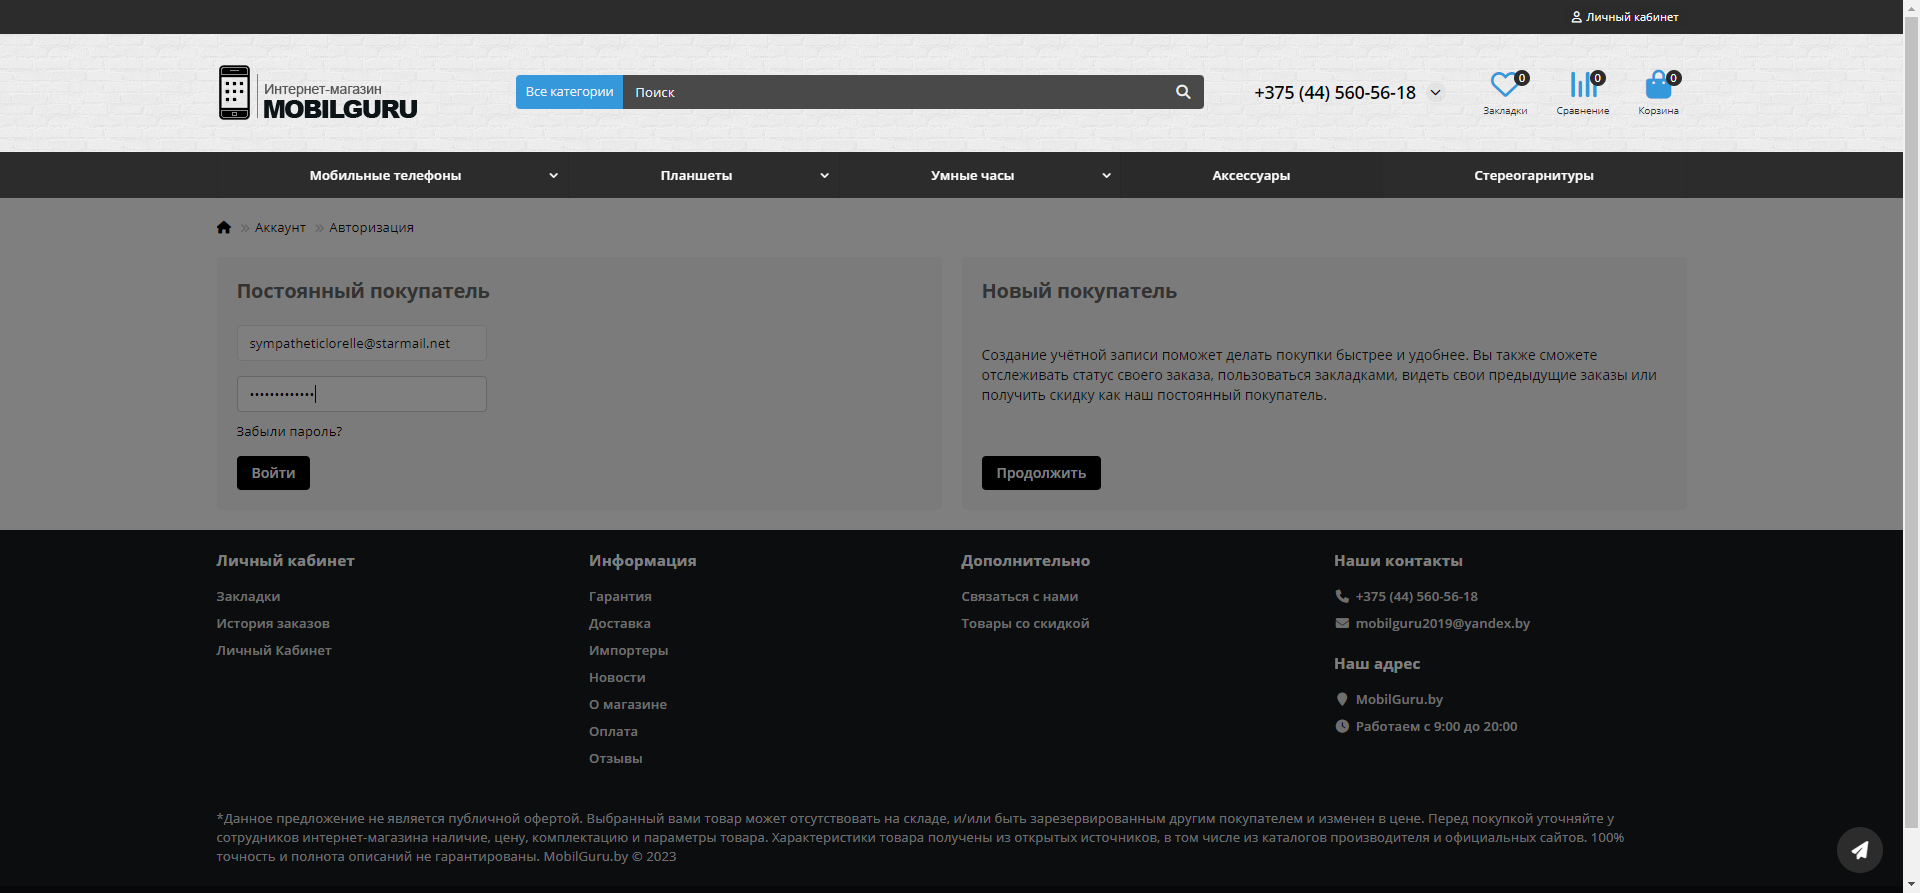 Личный кабинет
Интернет-магазин
MOBILGURU
Все категории
Поиск
+375 (44) 560-56-18
0
Закладки
0
Сравнение
0
Корзина
Мобильные телефоны
Планшеты
Умные часы
Аксессуары
Стереогарнитуры
» Аккаунт » Авторизация
Постоянный покупатель
sympatheticlorelle@starmail.net
•••••••••••••
Забыли пароль?
Войти
Новый покупатель
Создание учётной записи поможет делать покупки быстрее и удобнее. Вы также сможете
отслеживать статус своего заказа, пользоваться закладками, видеть свои предыдущие заказы или
получить скидку как наш постоянный покупатель.
Продолжить
Личный кабинет
Закладки
История заказов
Личный Кабинет
Информация
Гарантия
Доставка
Импортеры
Новости
О магазине
Оплата
Отзывы
Дополнительно
Связаться с нами
Товары со скидкой
Наши контакты
+375 (44) 560-56-18
mobilguru2019@yandex.by
Наш адрес
MobilGuru.by
Работаем с 9:00 до 20:00
*Данное предложение не является публичной офертой. Выбранный вами товар может отсутствовать на складе, и/или быть зарезервированным другим покупателем и изменен в цене. Перед покупкой уточняйте у
сотрудников интернет-магазина наличие, цену, комплектацию и параметры товара. Характеристики товара получены из открытых источников, в том числе из каталогов производителя и официальных сайтов. 100%
точность и полнота описаний не гарантированы. MobilGuru.by © 2023